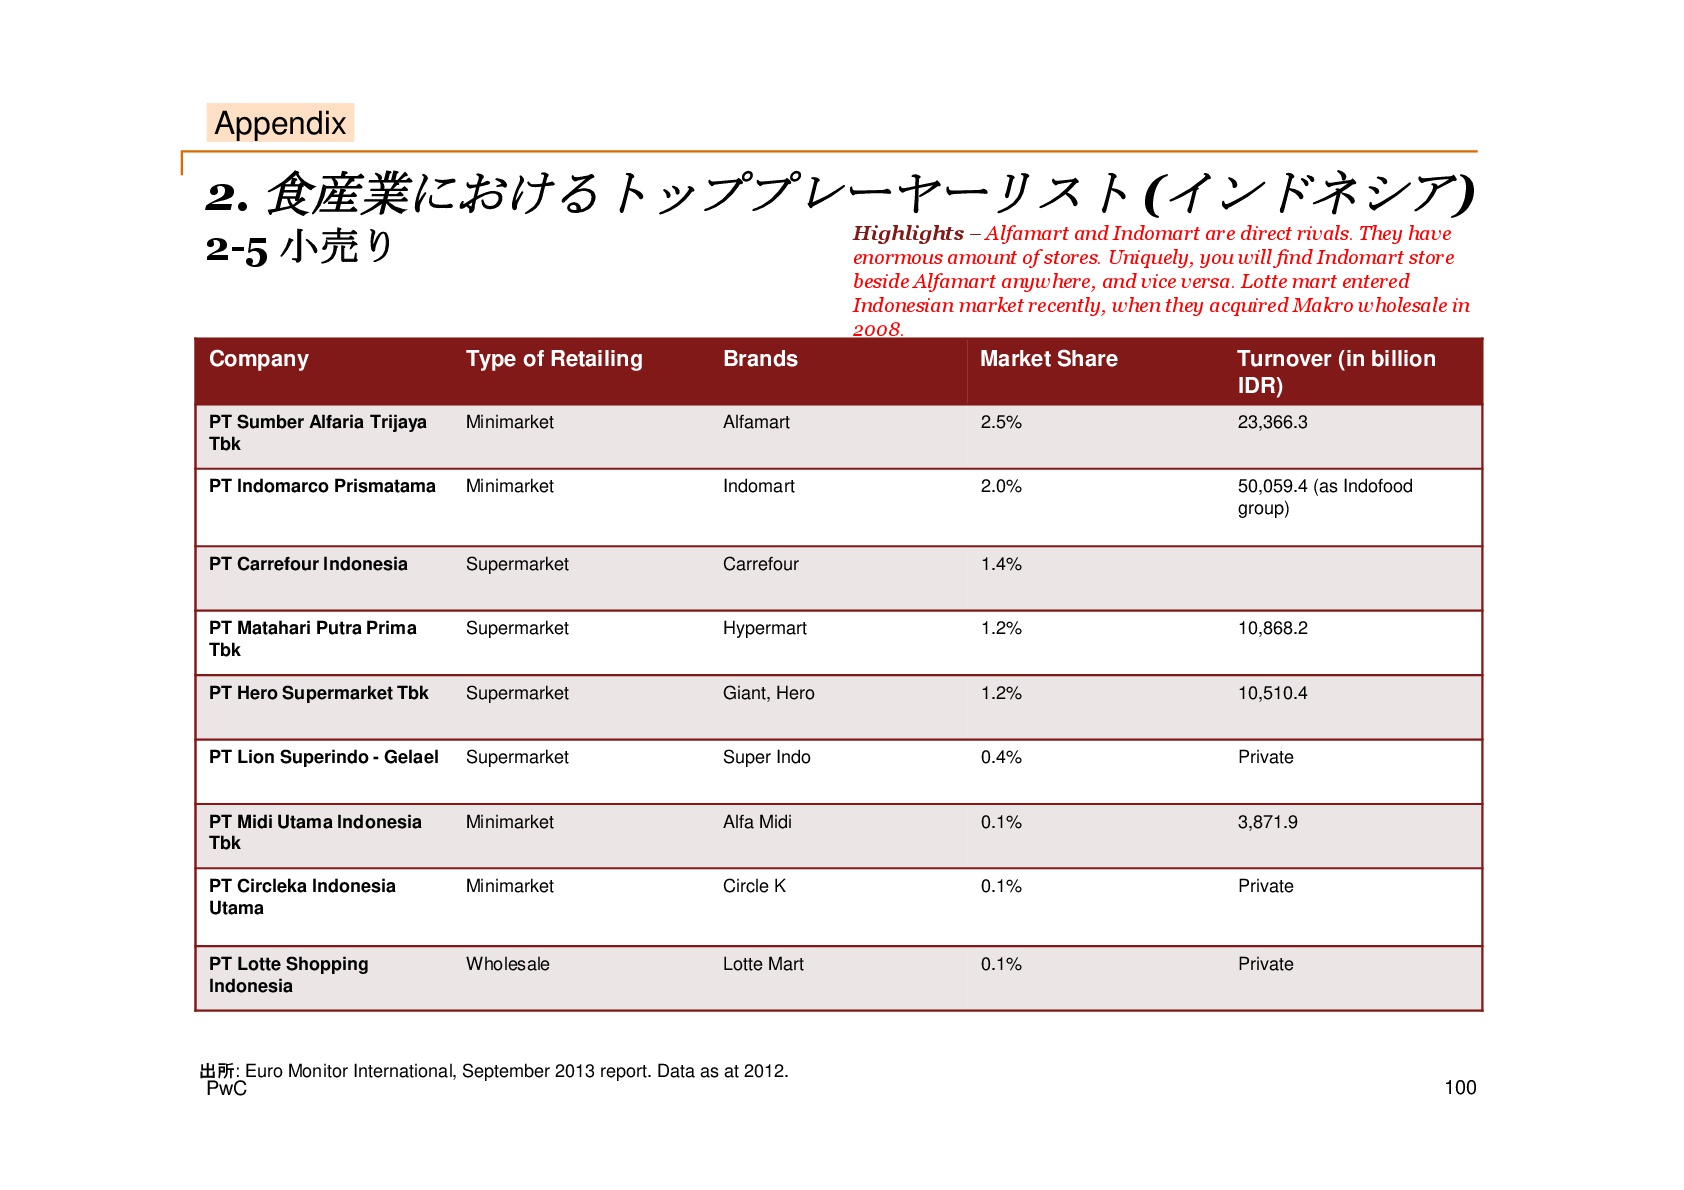 Appendix
2. 食産業におけるトッププレーヤーリスト(インドネシア)
2-5 小売り
Highlights – Alfamart and Indomart are direct rivals. They have
enormous amount of stores. Uniquely, you will find Indomart store
beside Alfamart anywhere, and vice versa. Lotte mart entered
Indonesian market recently, when they acquired Makro wholesale in
2008.
Company Type of Retailing Brands Market Share Turnover (in billion
IDR)
PT Sumber Alfaria Trijaya Minimarket Alfamart 2.5% 23,366.3
Tbk
PT Indomarco Prismatama Minimarket Indomart 2.0% 50,059.4 (as Indofood
group)
PT Carrefour Indonesia Supermarket Carrefour 1.4%
PT Matahari Putra Prima Supermarket Hypermart 1.2% 10,868.2
Tbk
PT Hero Supermarket Tbk Supermarket Giant, Hero 1.2% 10,510.4
PT Lion Superindo - Gelael Supermarket Super Indo 0.4% Private
PT Midi Utama Indonesia Minimarket Alfa Midi 0.1% 3,871.9
Tbk
PT Circleka Indonesia Minimarket Circle K 0.1% Private
Utama
PT Lotte Shopping Wholesale Lotte Mart 0.1% Private
Indonesia
出所: Euro Monitor International, September 2013 report. Data as at 2012.
PwC 100